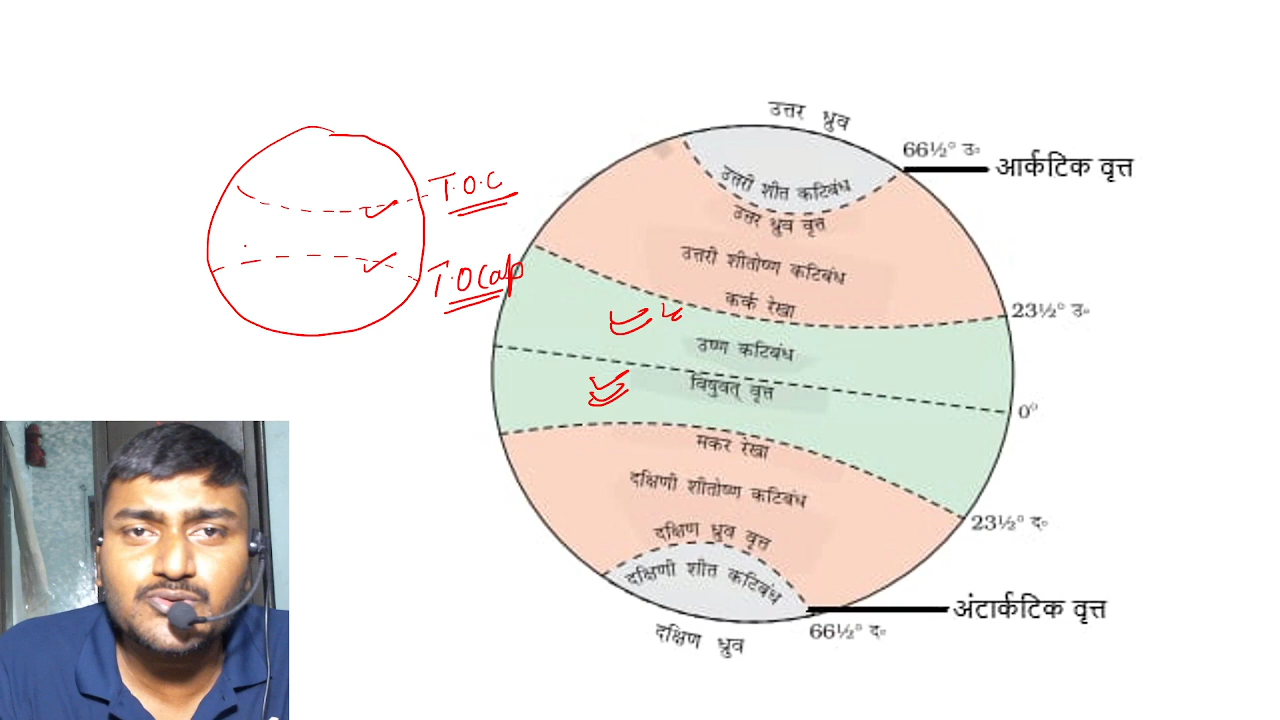 उत्तर ध्रुव
66½° उ॰
आर्कटिक वृत्त
उत्तरी शीत कटिबंध
उत्तर ध्रुव वृत्त
T.O.C
उत्तरी शीतोष्ण कटिबंध
T.O Cap
कर्क रेखा
23½° उ॰
उष्ण कटिबंध
विषुवत् वृत्त
0°
मकर रेखा
दक्षिणी शीतोष्ण कटिबंध
23½° द॰
दक्षिण ध्रुव वृत्त
दक्षिणी शीत कटिबंध
अंटार्कटिक वृत्त
66½° द॰
दक्षिण ध्रुव